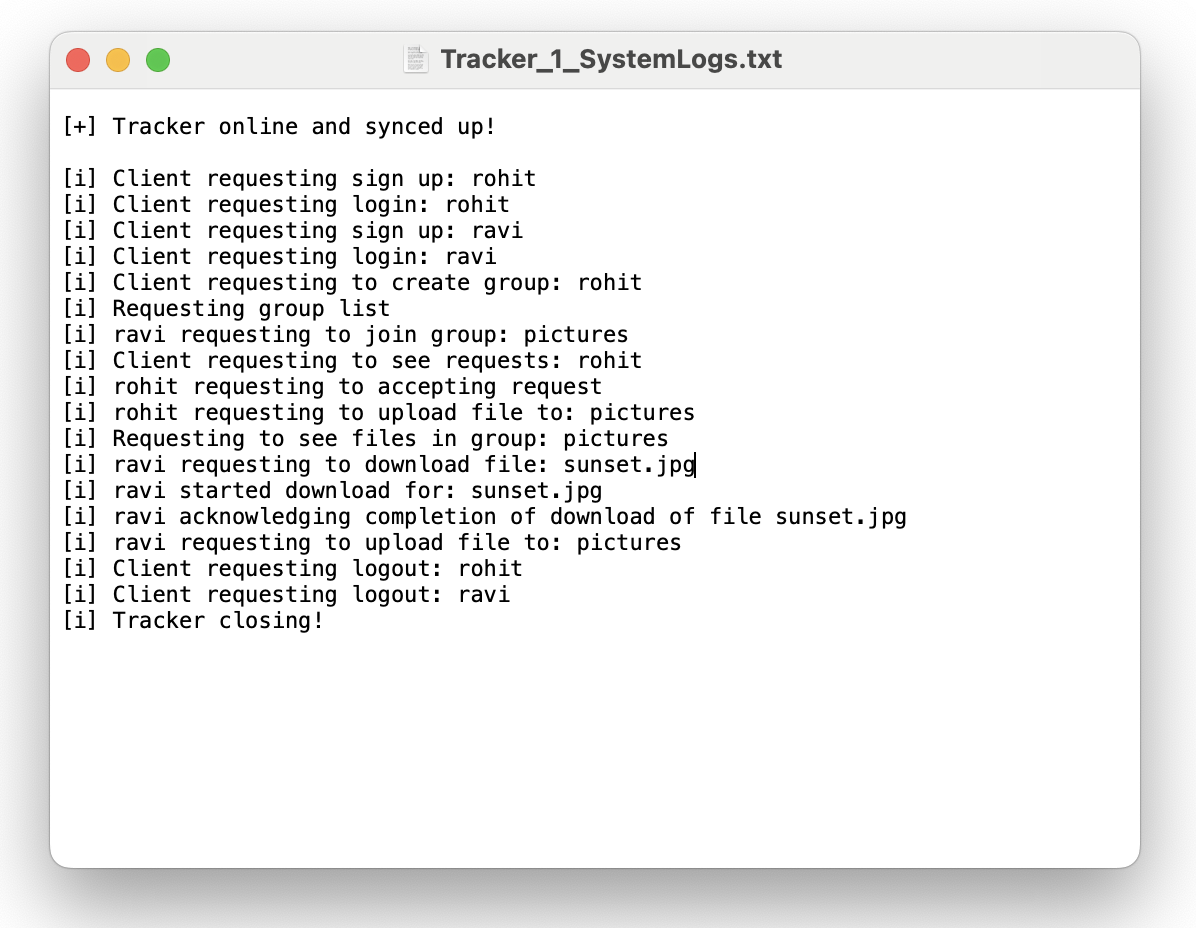 Tracker_1_SystemLogs.txt
[+] Tracker online and synced up!
[i] Client requesting sign up: rohit
[i] Client requesting login: rohit
[i] Client requesting sign up: ravi
[i] Client requesting login: ravi
[i] Client requesting to create group: rohit
[i] Requesting group list
[i] ravi requesting to join group: pictures
[i] Client requesting to see requests: rohit
[i] rohit requesting to accepting request
[i] rohit requesting to upload file to: pictures
[i] Requesting to see files in group: pictures
[i] ravi requesting to download file: sunset.jpg
[i] ravi started download for: sunset.jpg
[i] ravi acknowledging completion of download of file sunset.jpg
[i] ravi requesting to upload file to: pictures
[i] Client requesting logout: rohit
[i] Client requesting logout: ravi
[i] Tracker closing!